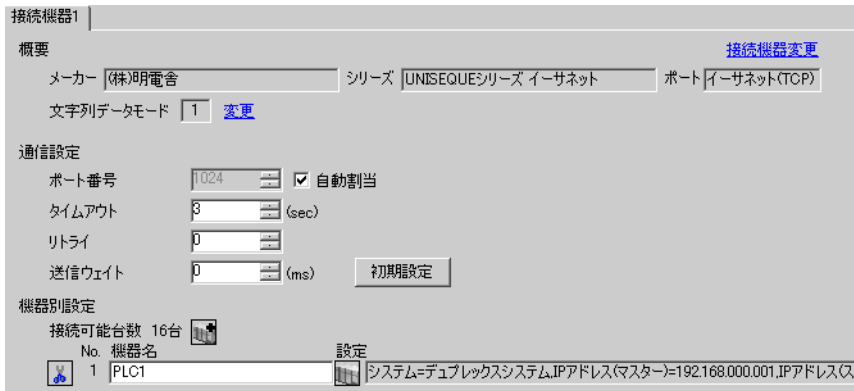 接続機器1
概要 接続機器変更
メーカー (株)明電舎 シリーズ UNISEQUEシリーズ イーサネット ポート イーサネット(TCP)
文字列データモード 1 変更
通信設定
ポート番号 1024 自動割当
タイムアウト 3 (sec)
リトライ 0
送信ウェイト 0 (ms) 初期設定
機器別設定
接続可能台数 16台
No. 機器名 設定
1 PLC1 システム=デュプレックスシステム,IPアドレス(マスター)=192.168.000.001,IPアドレス(ス